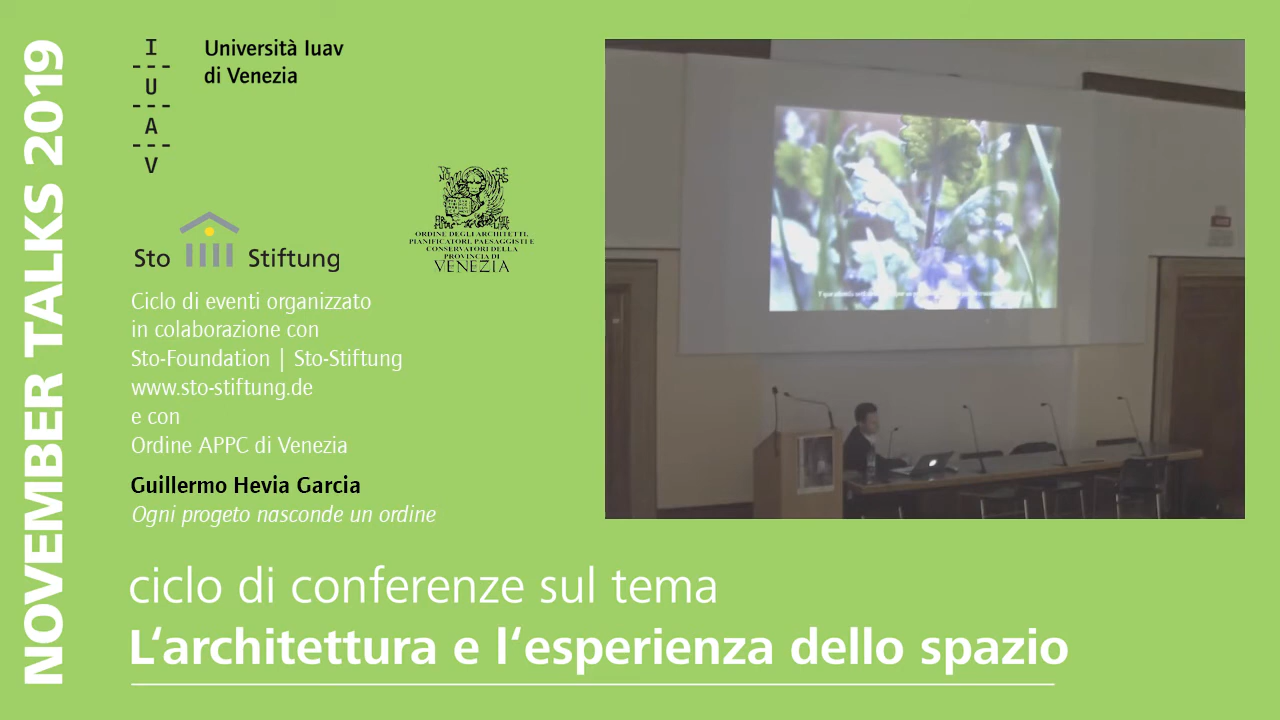 NOVEMBER TALKS 2019
I
U
A
V
Università Iuav
di Venezia
Sto Stiftung
ORDINE DEGLI ARCHITETTI,
PIANIFICATORI, PAESAGGISTI E
CONSERVATORI DELLA
PROVINCIA DI
VENEZIA
Ciclo di eventi organizzato
in colaborazione con
Sto-Foundation | Sto-Stiftung
www.sto-stiftung.de
e con
Ordine APPC di Venezia
Guillermo Hevia Garcia
Ogni progeto nasconde un ordine
ciclo di conferenze sul tema
L‘architettura e l‘esperienza dello spazio